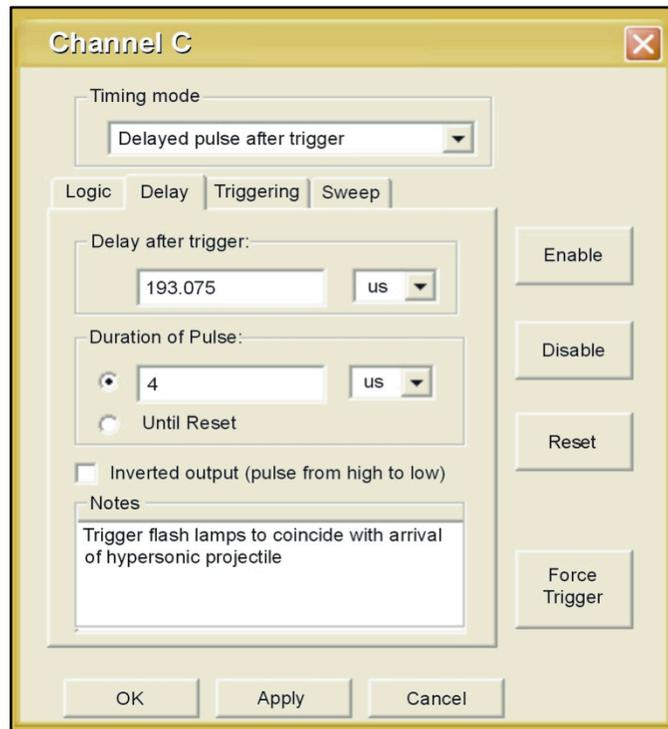 Channel C
Timing mode
Delayed pulse after trigger
Logic Delay Triggering Sweep
Delay after trigger:
193.075 us
Enable
Duration of Pulse:
4 us
Until Reset
Disable
Reset
Inverted output (pulse from high to low)
Notes
Trigger flash lamps to coincide with arrival
of hypersonic projectile
Force
Trigger
OK Apply Cancel